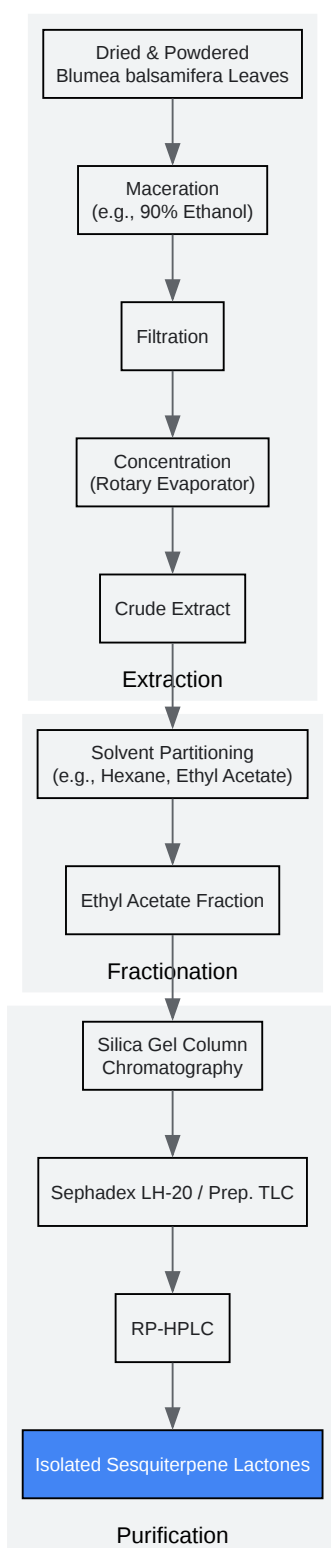 Dried & Powdered
Blumea balsamifera Leaves
Maceration
(e.g., 90% Ethanol)
Filtration
Concentration
(Rotary Evaporator)
Crude Extract
Extraction
Solvent Partitioning
(e.g., Hexane, Ethyl Acetate)
Ethyl Acetate Fraction
Fractionation
Silica Gel Column
Chromatography
Sephadex LH-20 / Prep. TLC
RP-HPLC
Isolated Sesquiterpene Lactones
Purification